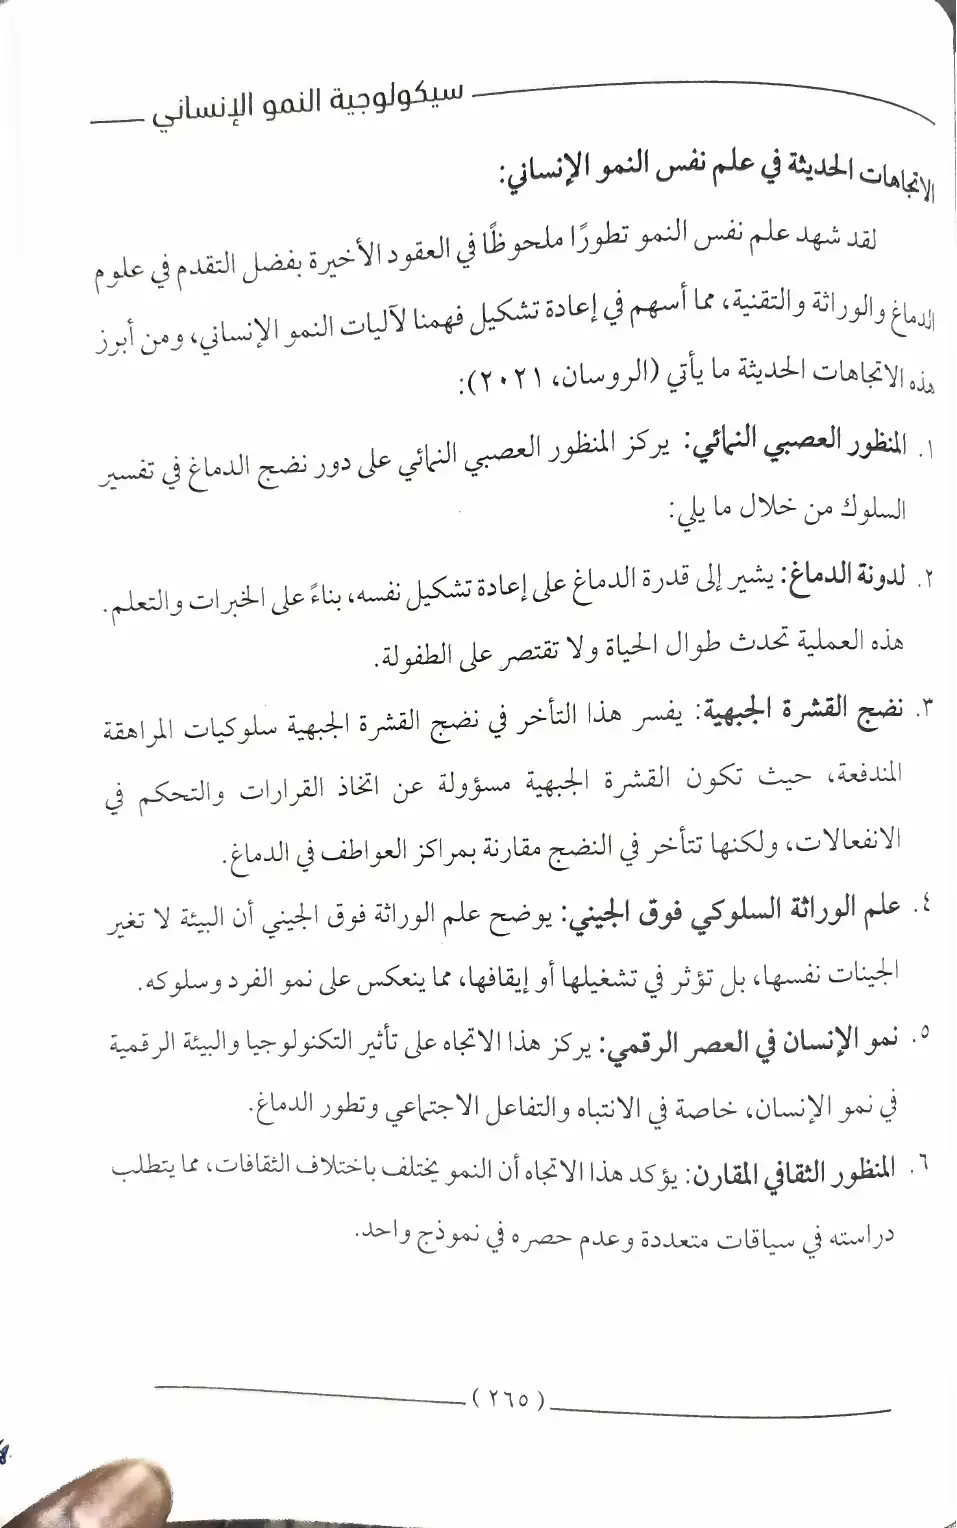 سيكولوجية النمو الإنساني
الاتجاهات الحديثة في علم نفس النمو الإنساني:
لقد شهد علم نفس النمو تطورًا ملحوظًا في العقود الأخيرة بفضل التقدم في علوم
الدماغ والوراثة والتقنية، مما أسهم في إعادة تشكيل فهمنا لآليات النمو الإنساني، ومن أبرز
هذه الاتجاهات الحديثة ما يأتي (الروسان، ٢٠٢١):
١. المنظور العصبي النمائي: يركز المنظور العصبي النمائي على دور نضج الدماغ في تفسير
السلوك من خلال ما يلي:
٢. لدونة الدماغ: يشير إلى قدرة الدماغ على إعادة تشكيل نفسه، بناءً على الخبرات والتعلم.
هذه العملية تحدث طوال الحياة ولا تقتصر على الطفولة.
٣. نضج القشرة الجبهية: يفسر هذا التأخر في نضج القشرة الجبهية سلوكيات المراهقة
المندفعة، حيث تكون القشرة الجبهية مسؤولة عن اتخاذ القرارات والتحكم في
الانفعالات، ولكنها تتأخر في النضج مقارنة بمراكز العواطف في الدماغ.
٤. علم الوراثة السلوكي فوق الجيني: يوضح علم الوراثة فوق الجيني أن البيئة لا تغير
الجينات نفسها، بل تؤثر في تشغيلها أو إيقافها، مما ينعكس على نمو الفرد وسلوكه.
٥. نمو الإنسان في العصر الرقمي: يركز هذا الاتجاه على تأثير التكنولوجيا والبيئة الرقمية
في نمو الإنسان، خاصة في الانتباه والتفاعل الاجتماعي وتطور الدماغ.
٦. المنظور الثقافي المقارن: يؤكد هذا الاتجاه أن النمو يختلف باختلاف الثقافات، مما يتطلب
دراسته في سياقات متعددة وعدم حصره في نموذج واحد.
(٢٦٥)